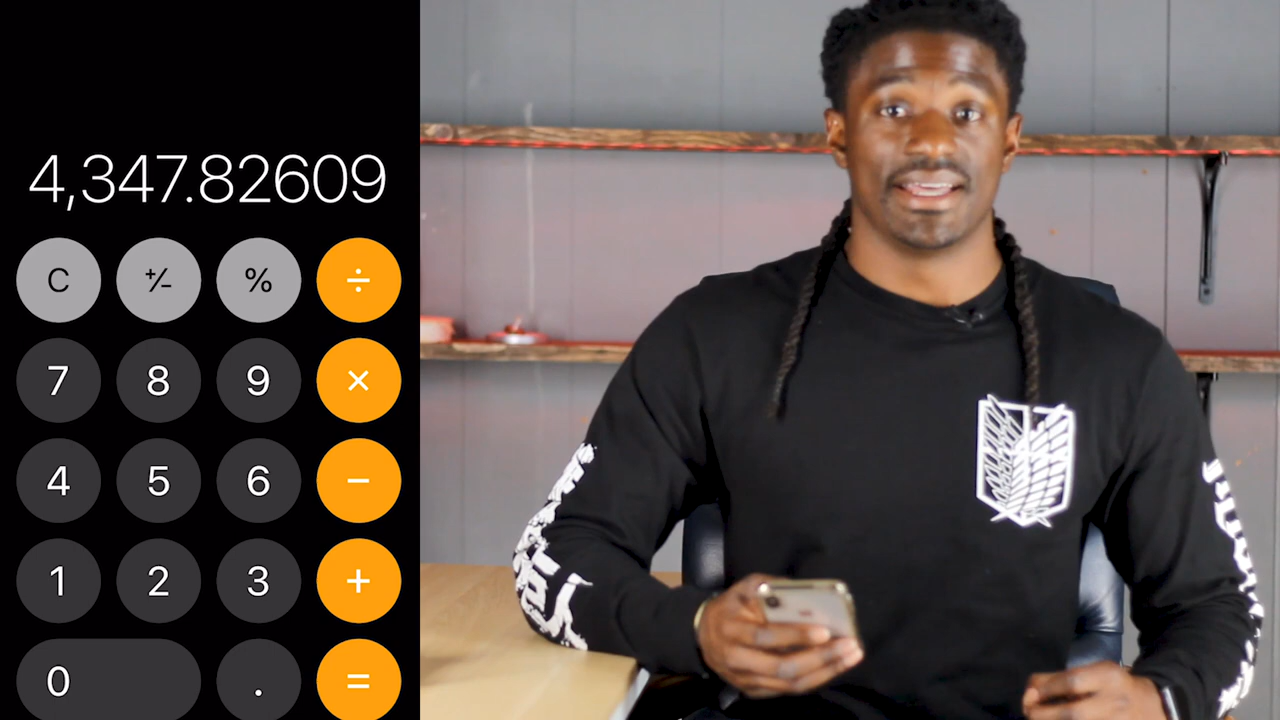 4,347.82609
C +/- % ÷
7 8 9 ×
4 5 6 −
1 2 3 +
0 . =